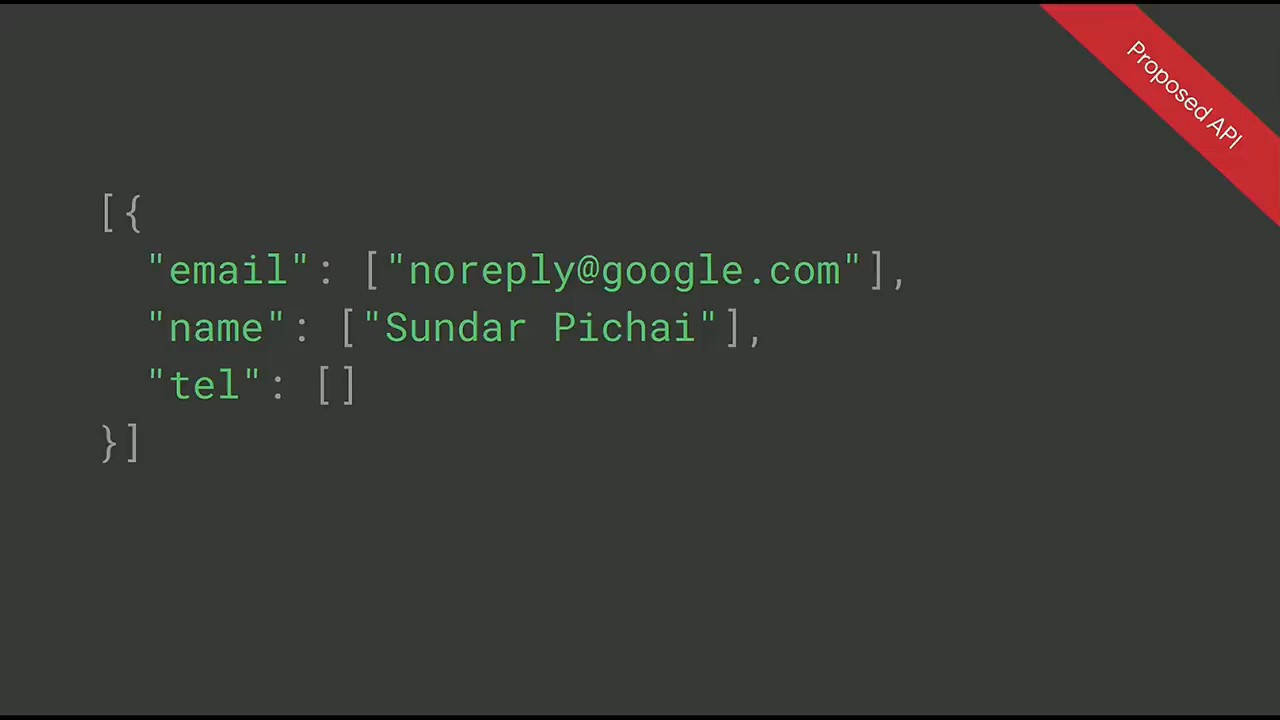 Proposed API
[{
"email": ["noreply@google.com"],
"name": ["Sundar Pichai"],
"tel": []
}]